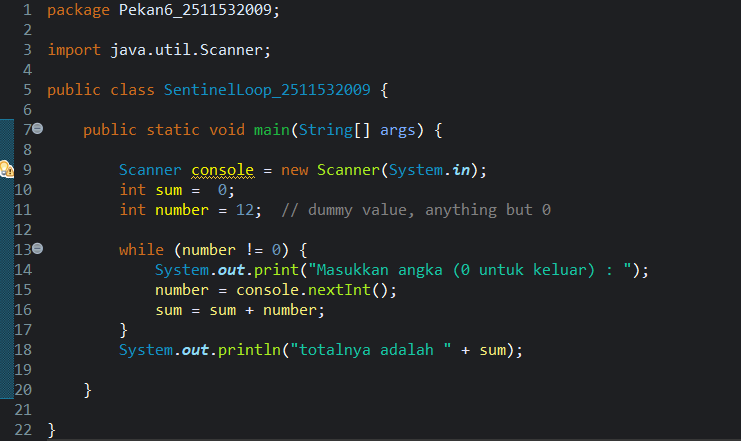 1 package Pekan6_2511532009;
2
3 import java.util.Scanner;
4
5 public class SentinelLoop_2511532009 {
6
7     public static void main(String[] args) {
8
9         Scanner console = new Scanner(System.in);
10         int sum =  0;
11         int number = 12;  // dummy value, anything but 0
12
13         while (number != 0) {
14             System.out.print("Masukkan angka (0 untuk keluar) : ");
15             number = console.nextInt();
16             sum = sum + number;
17         }
18         System.out.println("totalnya adalah " + sum);
19
20     }
21
22 }